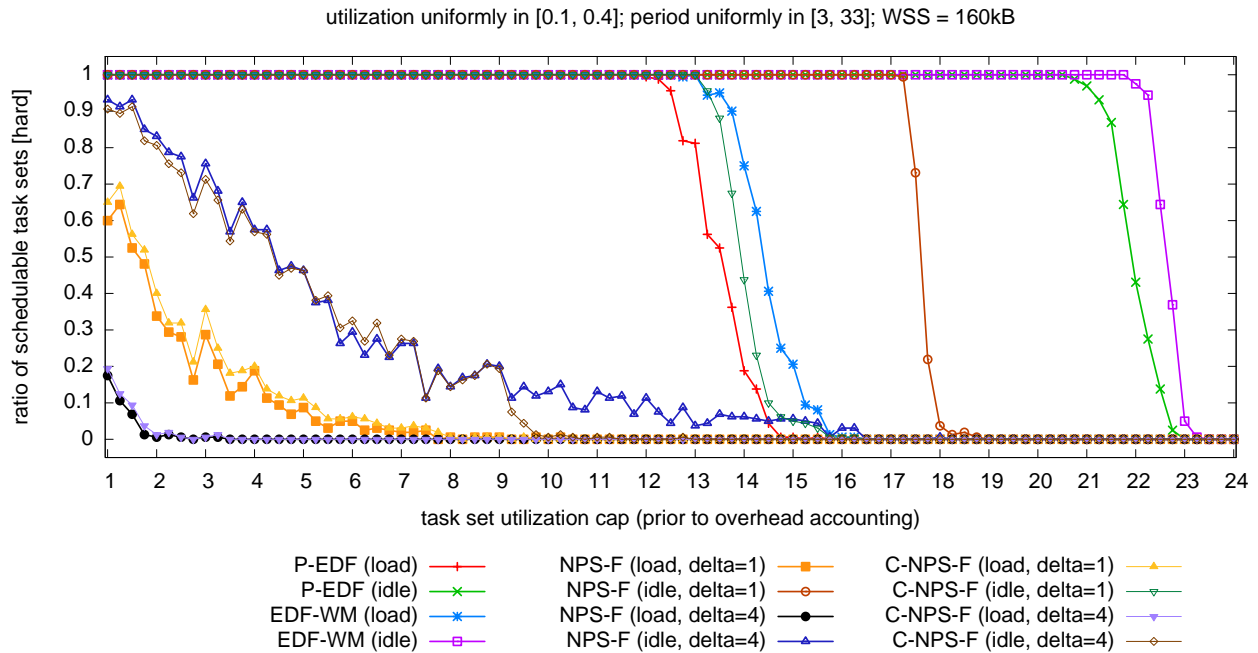 utilization uniformly in [0.1, 0.4]; period uniformly in [3, 33]; WSS = 160kB
ratio of schedulable task sets [hard]
1
0.9
0.8
0.7
0.6
0.5
0.4
0.3
0.2
0.1
0
1 2 3 4 5 6 7 8 9 10 11 12 13 14 15 16 17 18 19 20 21 22 23 24
task set utilization cap (prior to overhead accounting)
P-EDF (load) NPS-F (load, delta=1) C-NPS-F (load, delta=1)
P-EDF (idle) NPS-F (idle, delta=1) C-NPS-F (idle, delta=1)
EDF-WM (load) NPS-F (load, delta=4) C-NPS-F (load, delta=4)
EDF-WM (idle) NPS-F (idle, delta=4) C-NPS-F (idle, delta=4)